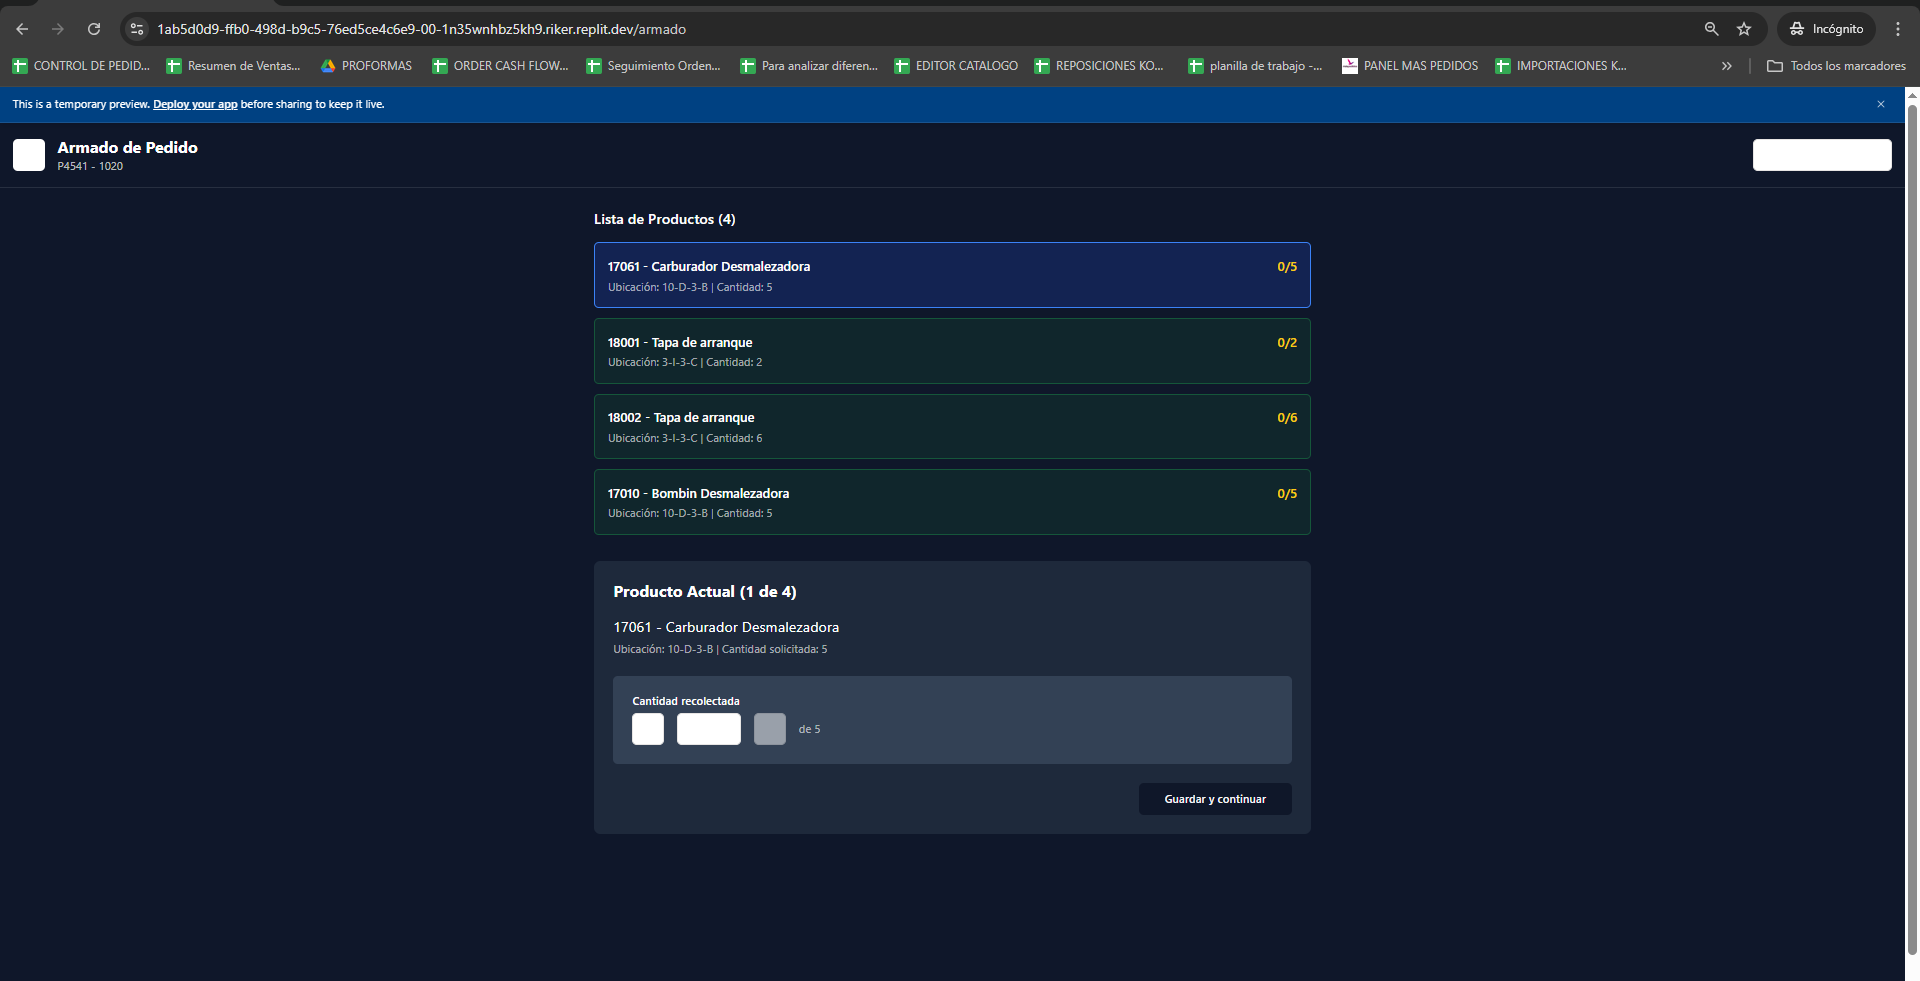 1ab5d0d9-ffb0-498d-b9c5-76ed5ce4c6e9-00-1n35wnhbz5kh9.riker.replit.dev/armado
Incógnito
CONTROL DE PEDID...
Resumen de Ventas...
PROFORMAS
ORDER CASH FLOW...
Seguimiento Orden...
Para analizar diferen...
EDITOR CATALOGO
REPOSICIONES KO...
planilla de trabajo -...
PANEL MAS PEDIDOS
IMPORTACIONES K...
Todos los marcadores
This is a temporary preview. Deploy your app before sharing to keep it live.
Armado de Pedido
P4541 - 1020
Lista de Productos (4)
17061 - Carburador Desmalezadora 0/5
Ubicación: 10-D-3-B | Cantidad: 5
18001 - Tapa de arranque 0/2
Ubicación: 3-I-3-C | Cantidad: 2
18002 - Tapa de arranque 0/6
Ubicación: 3-I-3-C | Cantidad: 6
17010 - Bombin Desmalezadora 0/5
Ubicación: 10-D-3-B | Cantidad: 5
Producto Actual (1 de 4)
17061 - Carburador Desmalezadora
Ubicación: 10-D-3-B | Cantidad solicitada: 5
Cantidad recolectada
de 5
Guardar y continuar